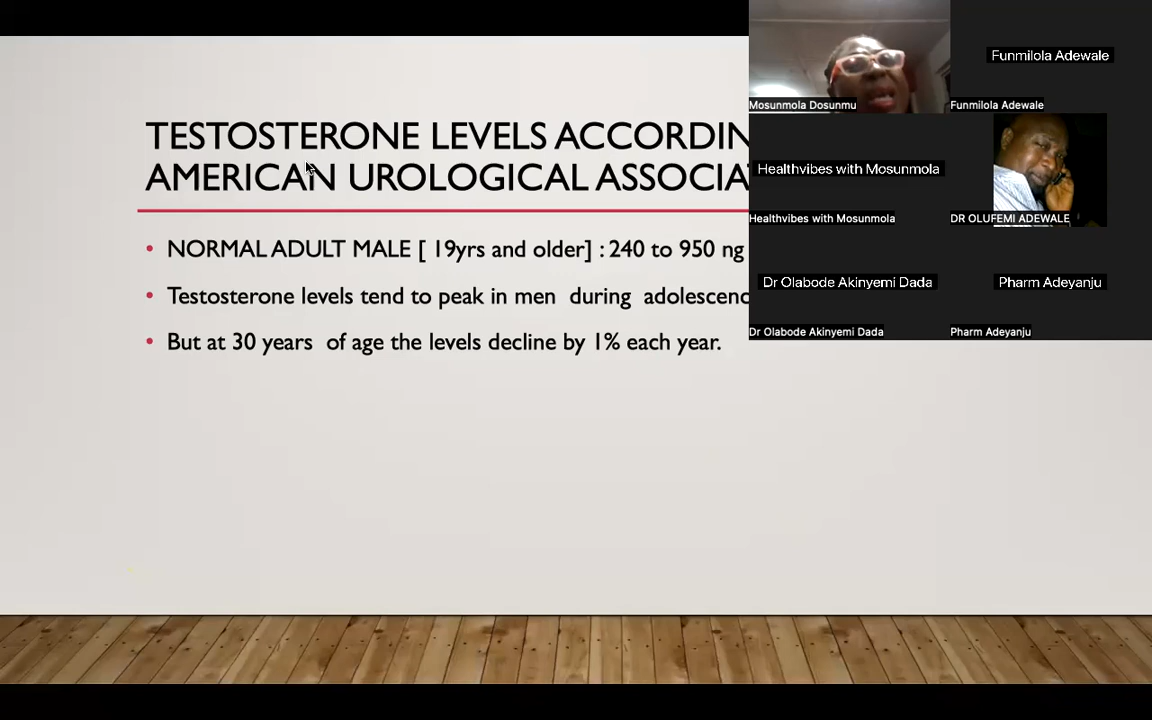 TESTOSTERONE LEVELS ACCORDIN
AMERICAN UROLOGICAL ASSOCIA
• NORMAL ADULT MALE [ 19yrs and older] : 240 to 950 ng
• Testosterone levels tend to peak in men during adolescenc
• But at 30 years of age the levels decline by 1% each year.
Mosunmola Dosunmu
Funmilola Adewale
Funmilola Adewale
Healthvibes with Mosunmola
Healthvibes with Mosunmola
DR OLUFEMI ADEWALE
Dr Olabode Akinyemi Dada
Dr Olabode Akinyemi Dada
Pharm Adeyanju
Pharm Adeyanju